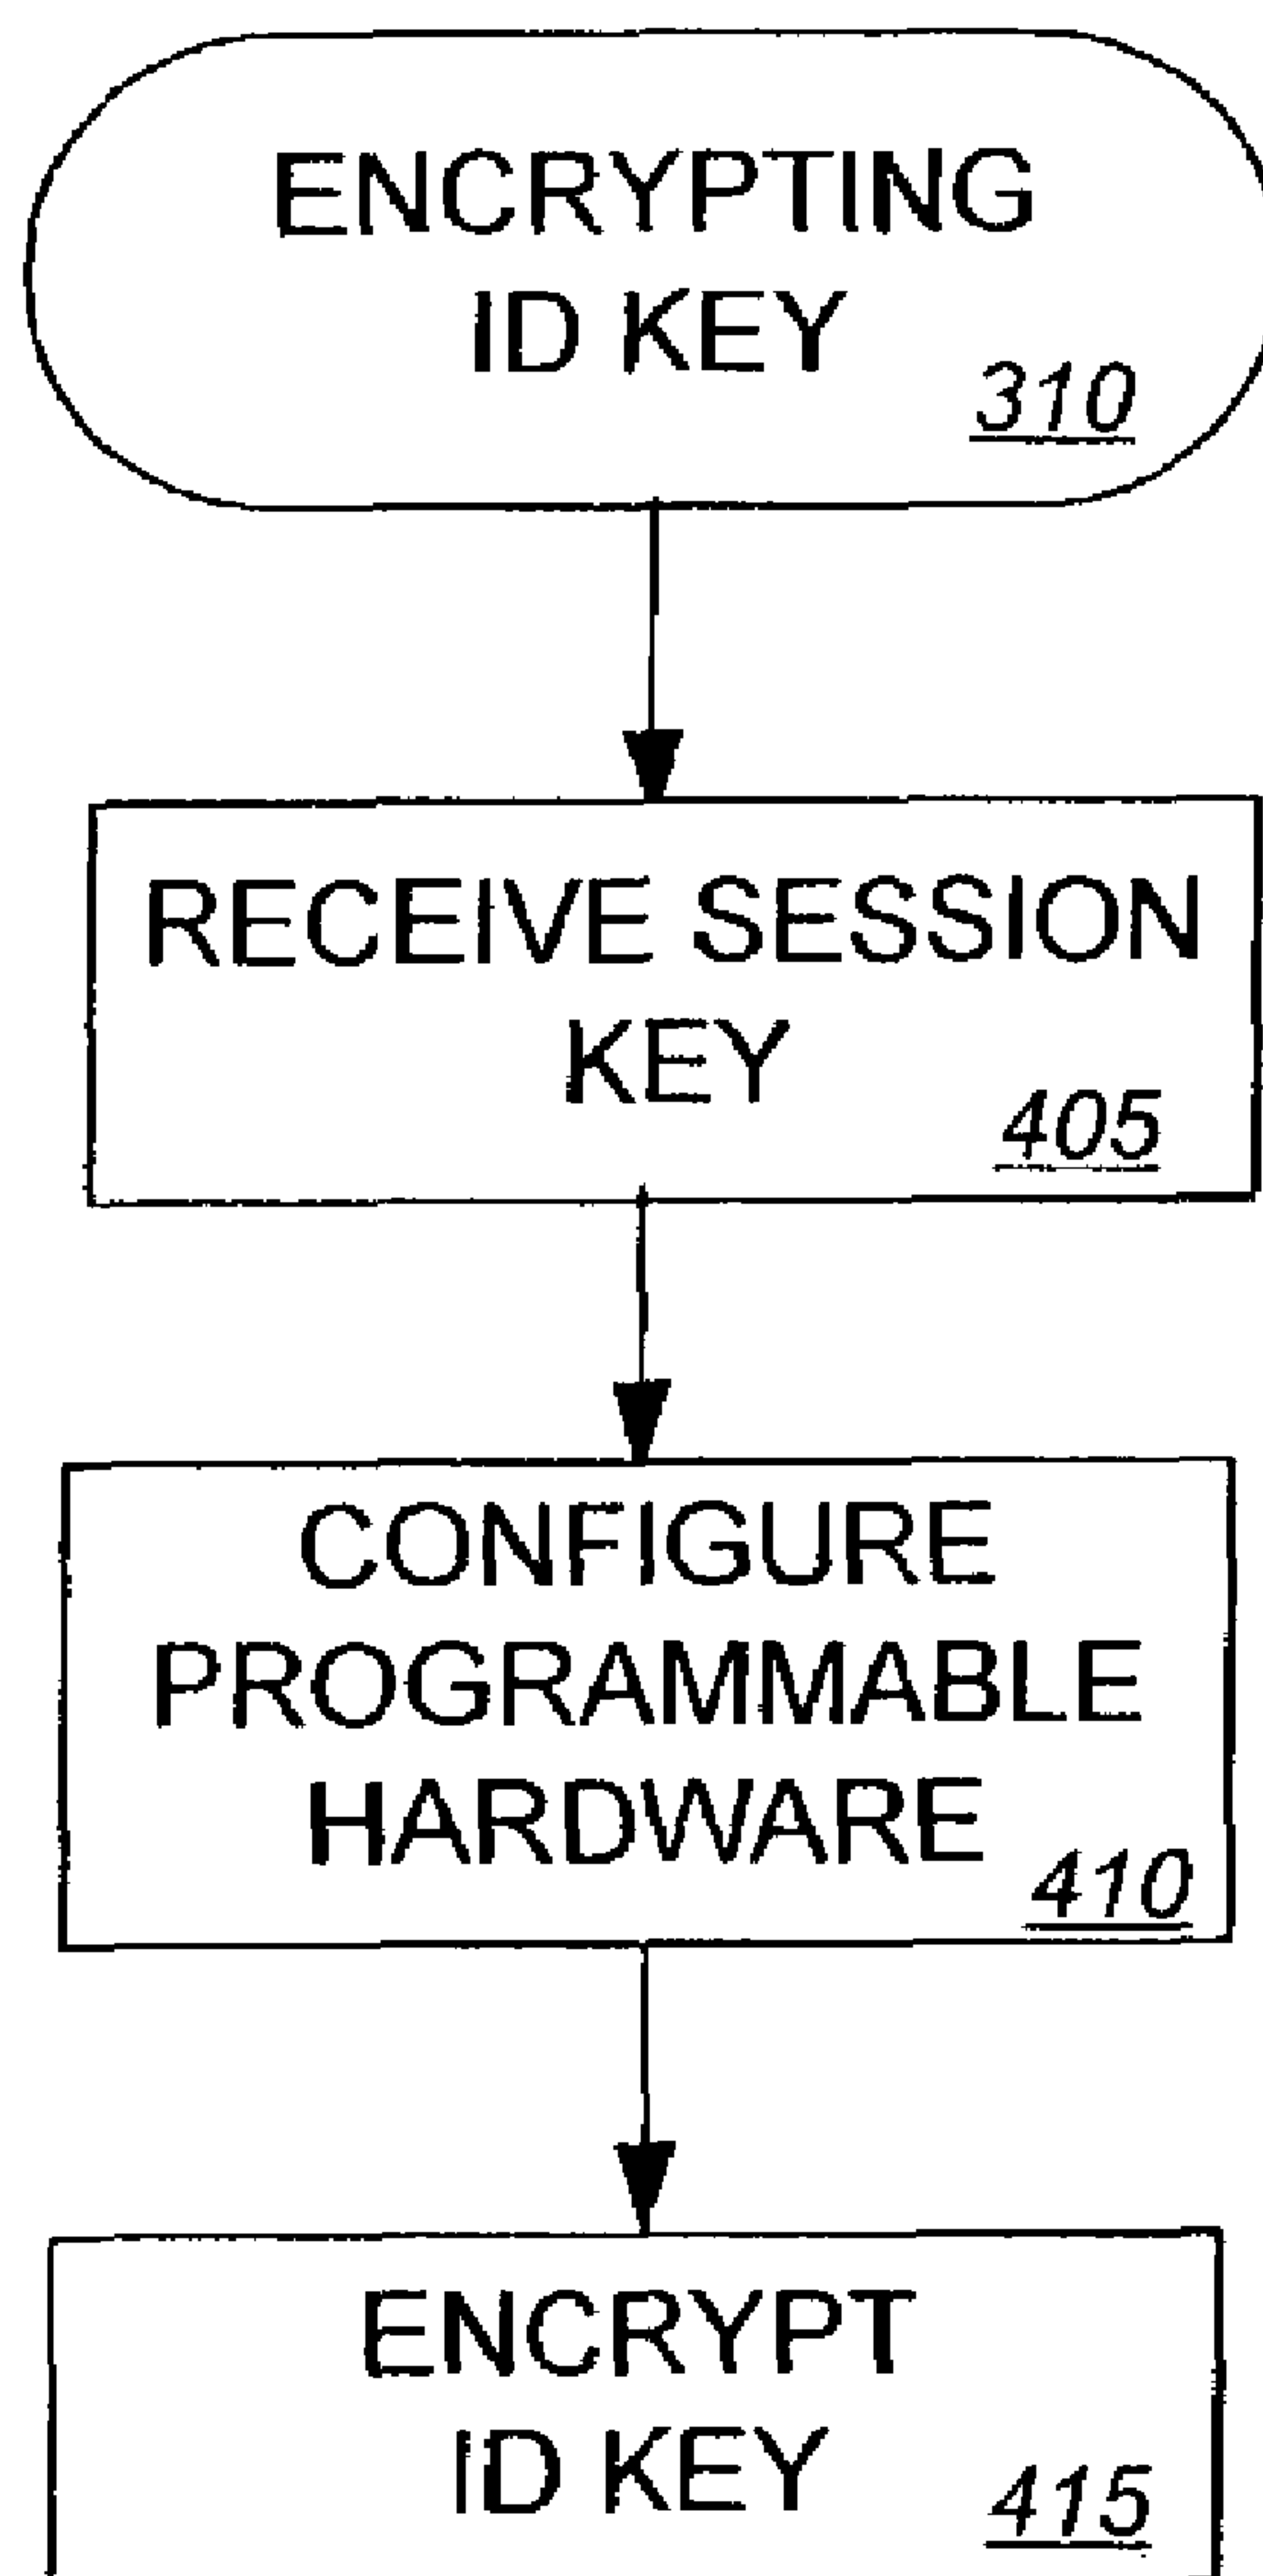 ENCRYPTING
ID KEY
310
RECEIVE SESSION
KEY
405
CONFIGURE
PROGRAMMABLE
HARDWARE
410
ENCRYPT
ID KEY
415